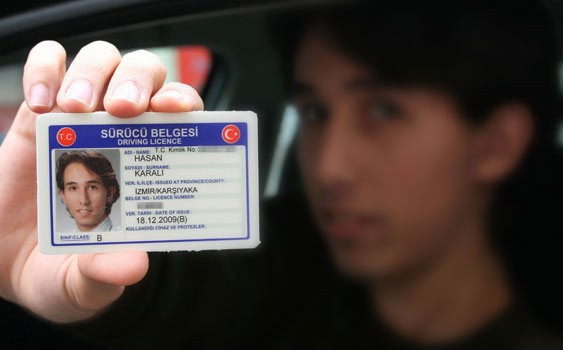 T.C.
SÜRÜCÜ BELGESİ
DRIVING LICENCE
ADI - NAME: T.C. Kimlik No:
HASAN
SOYADI - SURNAME:
KARALI
VER. İL/İLÇE - ISSUED AT PROVINCE/COUNTY:
İZMİR/KARŞIYAKA
BELGE NO. - LICENCE NUMBER:
VER. TARİH - DATE OF ISSUE:
18.12.2009(B)
KULLANDIĞI CİHAZ VE PROTEZLER:
SINIFI/CLASS: B